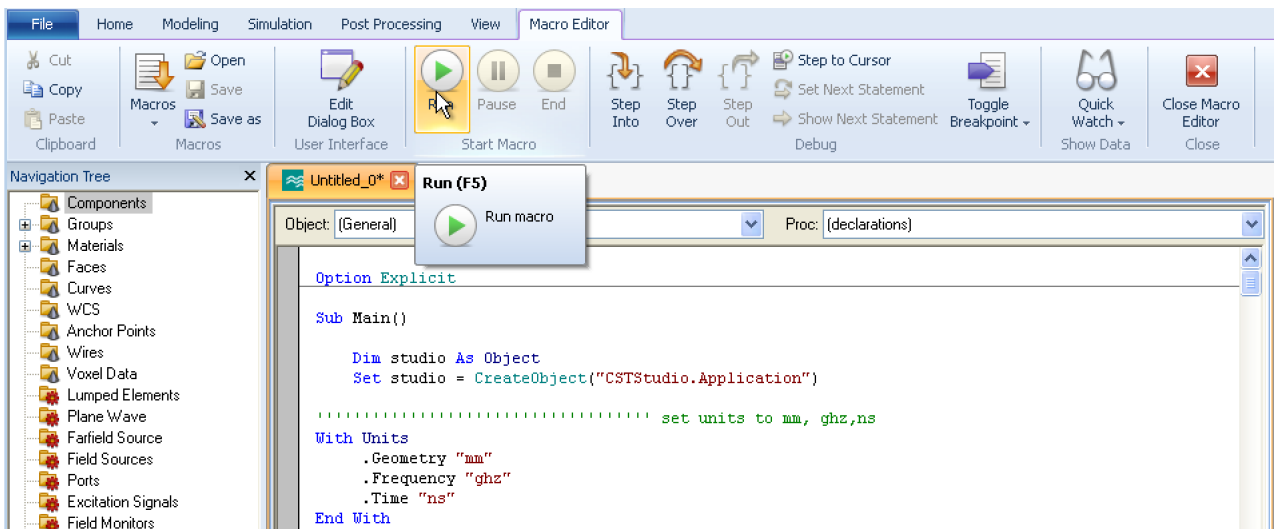 File Home Modeling Simulation Post Processing View Macro Editor
Cut
Copy
Paste
Clipboard
Macros
Open
Save
Save as
Macros
Edit
Dialog Box
User Interface
Pause
End
Start Macro
Step
Into
Step
Over
Step
Out
Step to Cursor
Set Next Statement
Show Next Statement
Toggle
Breakpoint
Debug
Quick
Watch
Show Data
Close Macro
Editor
Close
Navigation Tree
Components
Groups
Materials
Faces
Curves
WCS
Anchor Points
Wires
Voxel Data
Lumped Elements
Plane Wave
Farfield Source
Field Sources
Ports
Excitation Signals
Field Monitors
Untitled_0*
Run (F5)
Run macro
Object: (General)
Proc: (declarations)
Option Explicit
Sub Main()
Dim studio As Object
Set studio = CreateObject("CSTStudio.Application")
''''''''''''''''''''''''''''''''''' set units to mm, ghz,ns
With Units
.Geometry "mm"
.Frequency "ghz"
.Time "ns"
End With